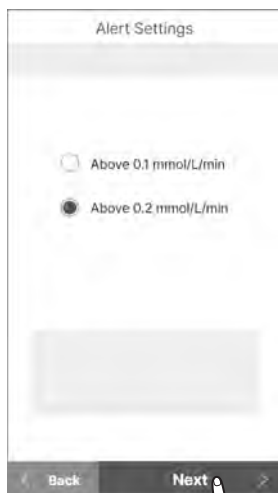 Alert Settings
Above 0.1 mmol/L/min
Above 0.2 mmol/L/min
Back
Next